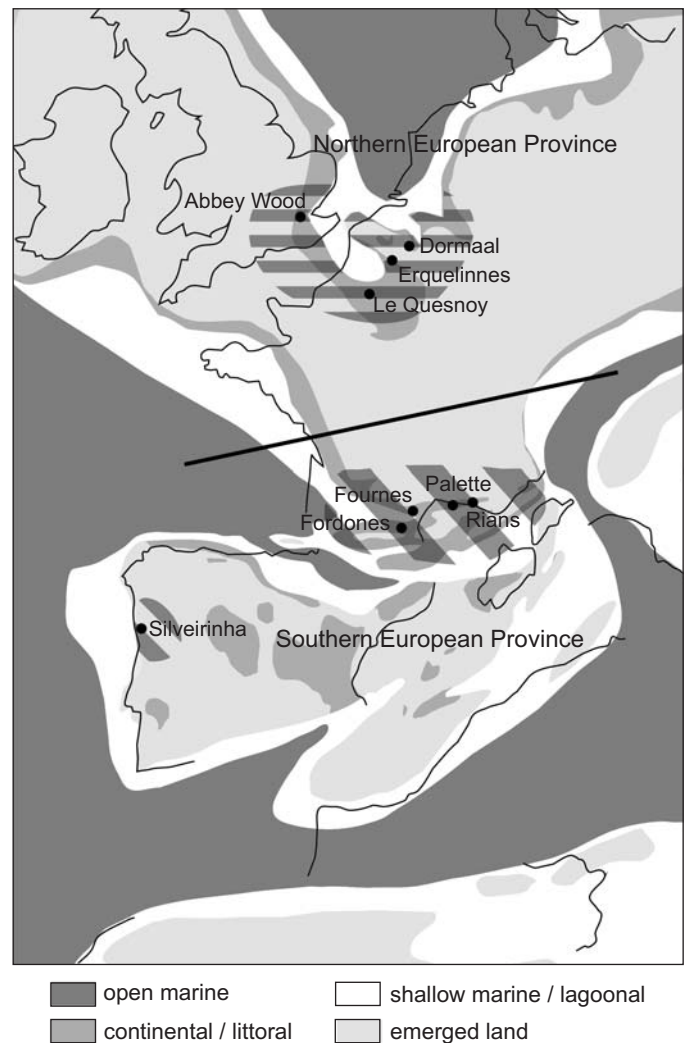 Northern European Province
Abbey Wood
Dormaal
Erquelinnes
Le Quesnoy
Palette
Fournes
Rians
Fordones
Silveirinha
Southern European Province
open marine
shallow marine / lagoonal
continental / littoral
emerged land